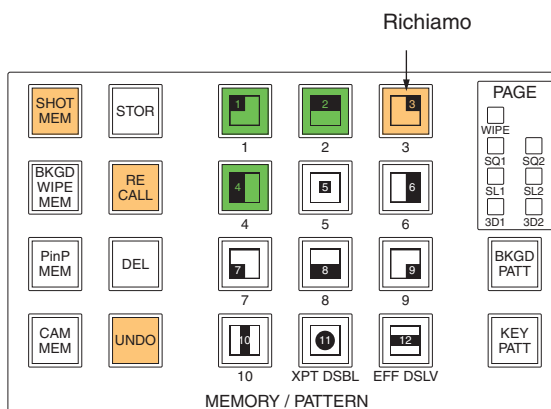 Richiamo
SHOT
MEM
STOR
1
2
3
1
2
3
PAGE
WIPE
SQ1
SQ2
SL1
SL2
3D1
3D2
BKGD
WIPE
MEM
RE
CALL
4
5
6
4
5
6
PinP
MEM
DEL
7
8
9
7
8
9
BKGD
PATT
CAM
MEM
UNDO
10
11
12
10
XPT DSBL
EFF DSLV
KEY
PATT
MEMORY / PATTERN